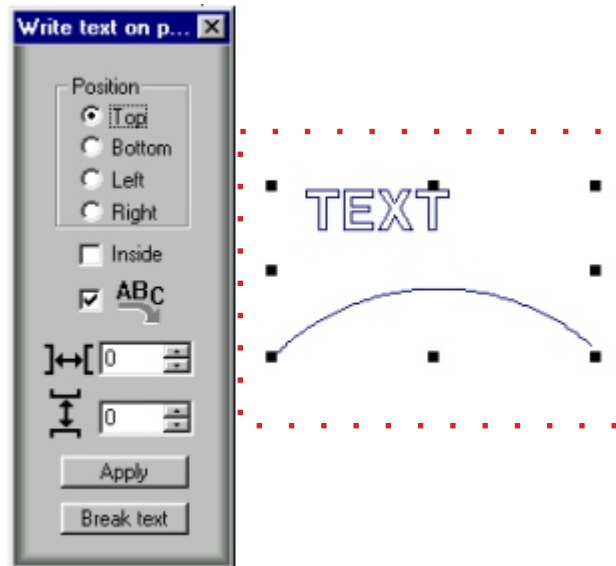 Write text on p...
Position
Top
Bottom
Left
Right
Inside
ABC
0
0
Apply
Break text
TEXT